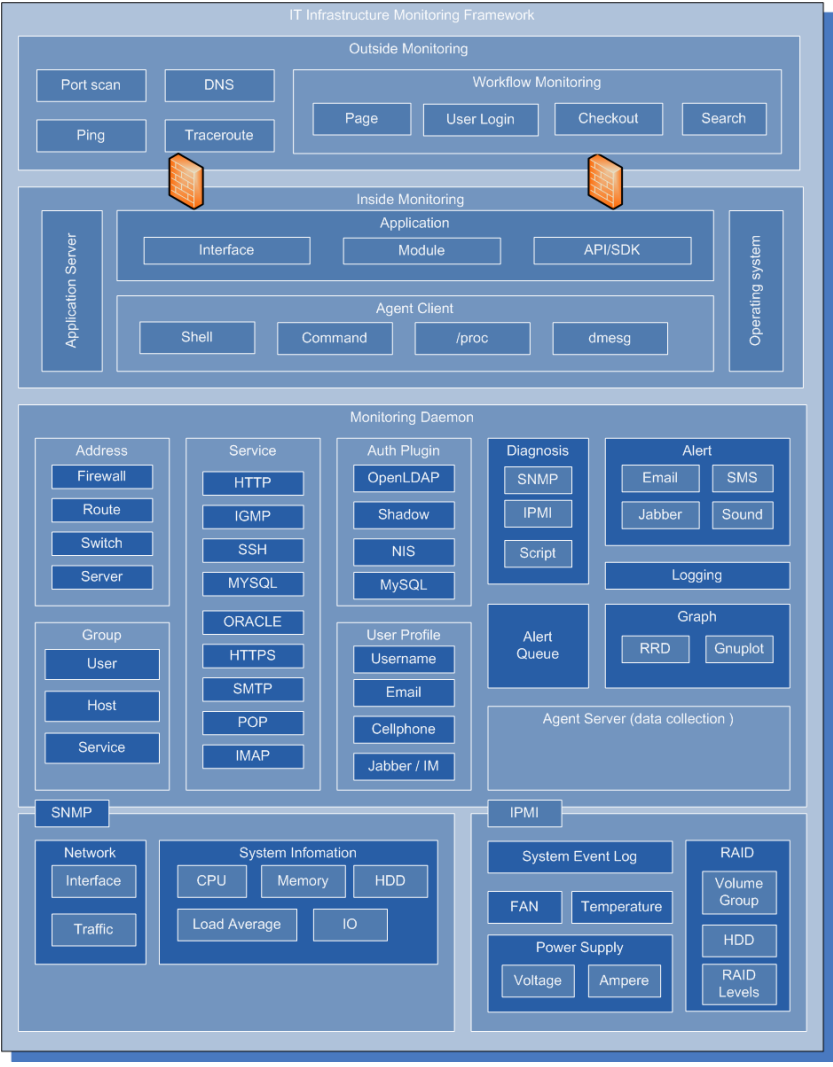 IT Infrastructure Monitoring Framework
Outside Monitoring
Port scan
DNS
Ping
Traceroute
Workflow Monitoring
Page
User Login
Checkout
Search
Inside Monitoring
Application Server
Application
Interface
Module
API/SDK
Agent Client
Shell
Command
/proc
dmesg
Operating system
Monitoring Daemon
Address
Firewall
Route
Switch
Server
Group
User
Host
Service
Service
HTTP
IGMP
SSH
MYSQL
ORACLE
HTTPS
SMTP
POP
IMAP
Auth Plugin
OpenLDAP
Shadow
NIS
MySQL
User Profile
Username
Email
Cellphone
Jabber / IM
Diagnosis
SNMP
IPMI
Script
Alert
Queue
Alert
Email
SMS
Jabber
Sound
Logging
Graph
RRD
Gnuplot
Agent Server (data collection )
SNMP
Network
Interface
Traffic
System Infomation
CPU
Memory
HDD
Load Average
IO
IPMI
System Event Log
FAN
Temperature
Power Supply
Voltage
Ampere
RAID
Volume
Group
HDD
RAID
Levels